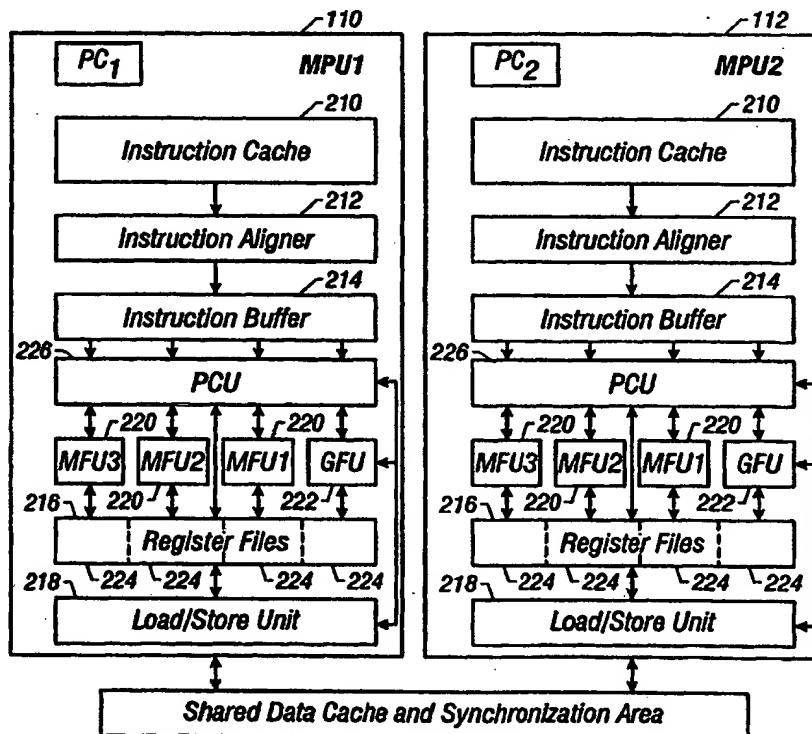 110
PC1
MPU1
210
Instruction Cache
212
Instruction Aligner
214
Instruction Buffer
226
PCU
220
220
MFU3
MFU2
MFU1
GFU
220
222
216
Register Files
224
224
224
224
218
Load/Store Unit
112
PC2
MPU2
210
Instruction Cache
212
Instruction Aligner
214
Instruction Buffer
226
PCU
220
220
MFU3
MFU2
MFU1
GFU
220
222
216
Register Files
224
224
224
224
218
Load/Store Unit
Shared Data Cache and Synchronization Area